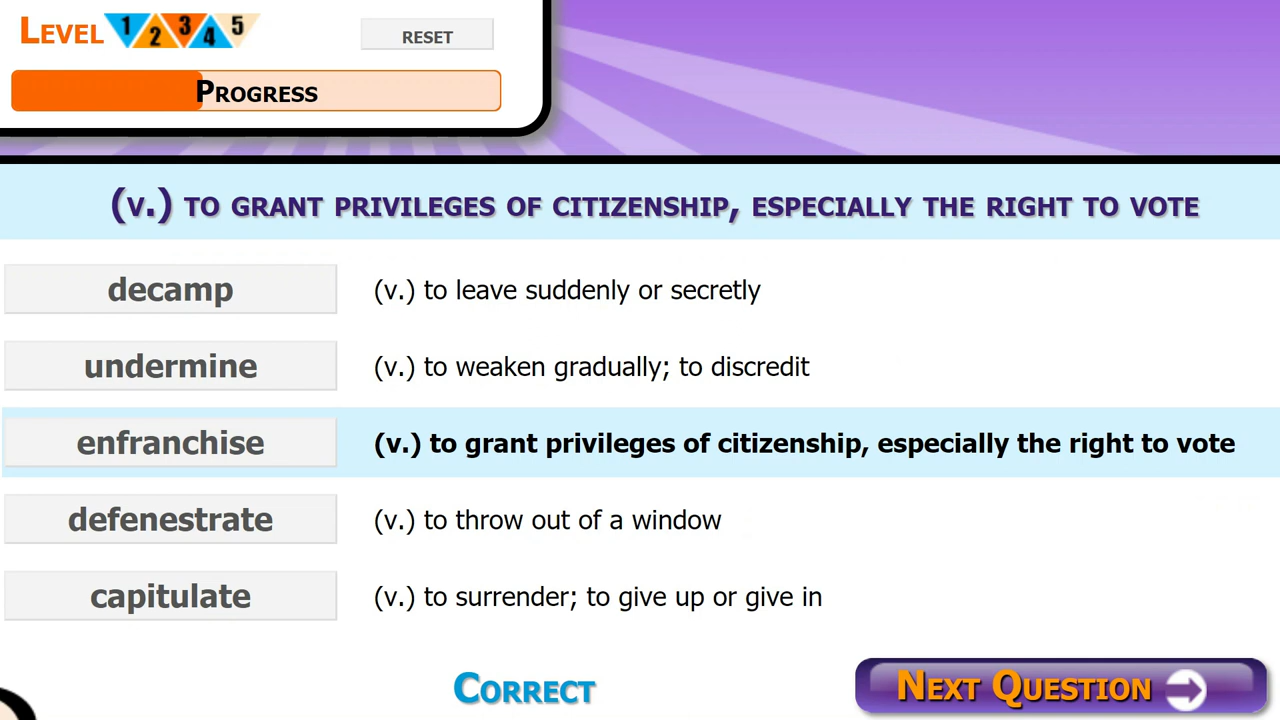 LEVEL 1 2 3 4 5
RESET
PROGRESS
(V.) TO GRANT PRIVILEGES OF CITIZENSHIP, ESPECIALLY THE RIGHT TO VOTE
decamp (v.) to leave suddenly or secretly
undermine (v.) to weaken gradually; to discredit
enfranchise (v.) to grant privileges of citizenship, especially the right to vote
defenestrate (v.) to throw out of a window
capitulate (v.) to surrender; to give up or give in
CORRECT
NEXT QUESTION